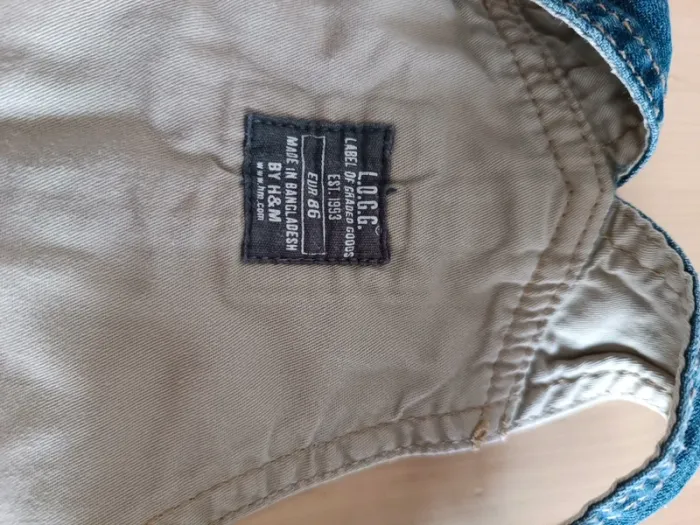 L.O.G.G.
LABEL OF GRADED GOODS
EST. 1993
EUR 86
MADE IN BANGLADESH
BY H&M
www.hm.com